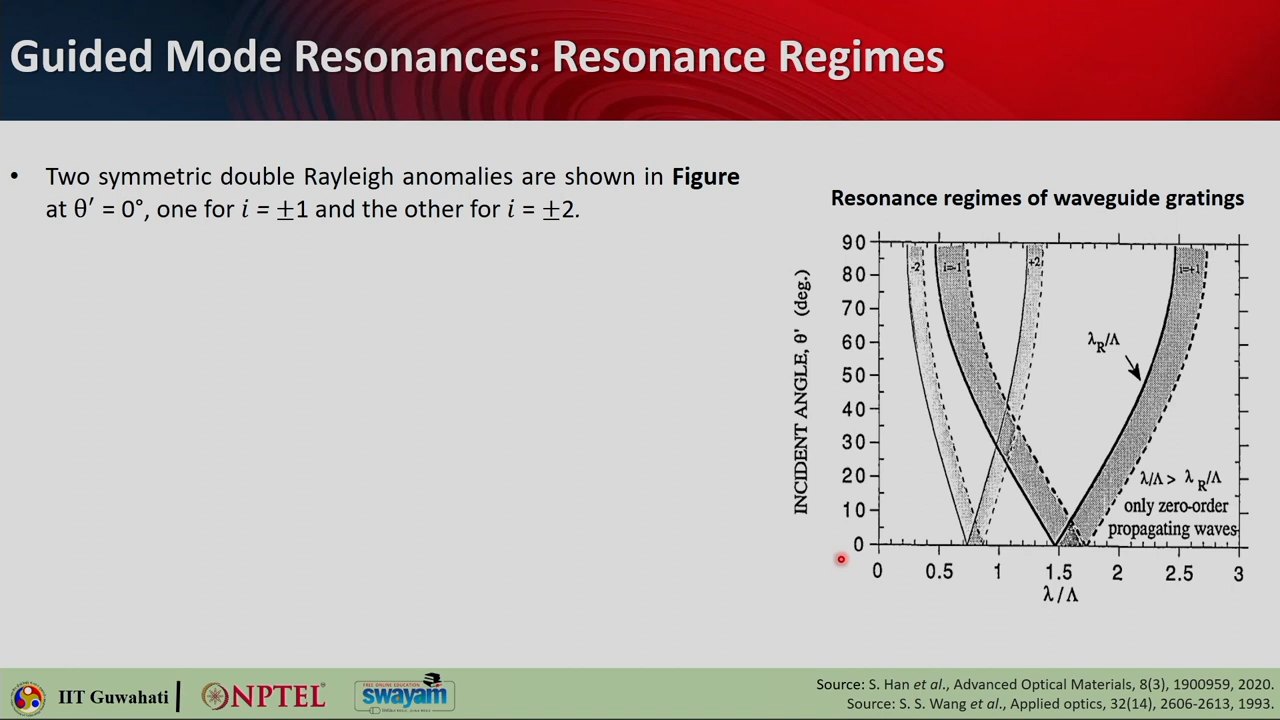 Guided Mode Resonances: Resonance Regimes
• Two symmetric double Rayleigh anomalies are shown in Figure
at θ′ = 0°, one for i = ±1 and the other for i = ±2.
Resonance regimes of waveguide gratings
INCIDENT ANGLE, θ' (deg.)
90
80
70
60
50
40
30
20
10
0
-2
i=-1
+2
i=+1
λR/Λ
λ/Λ > λR/Λ
only zero-order
propagating waves
0 0.5 1 1.5 2 2.5 3
λ/Λ
IIT Guwahati
NPTEL
FREE ONLINE EDUCATION
swayam
Source: S. Han et al., Advanced Optical Materials, 8(3), 1900959, 2020.
Source: S. S. Wang et al., Applied optics, 32(14), 2606-2613, 1993.